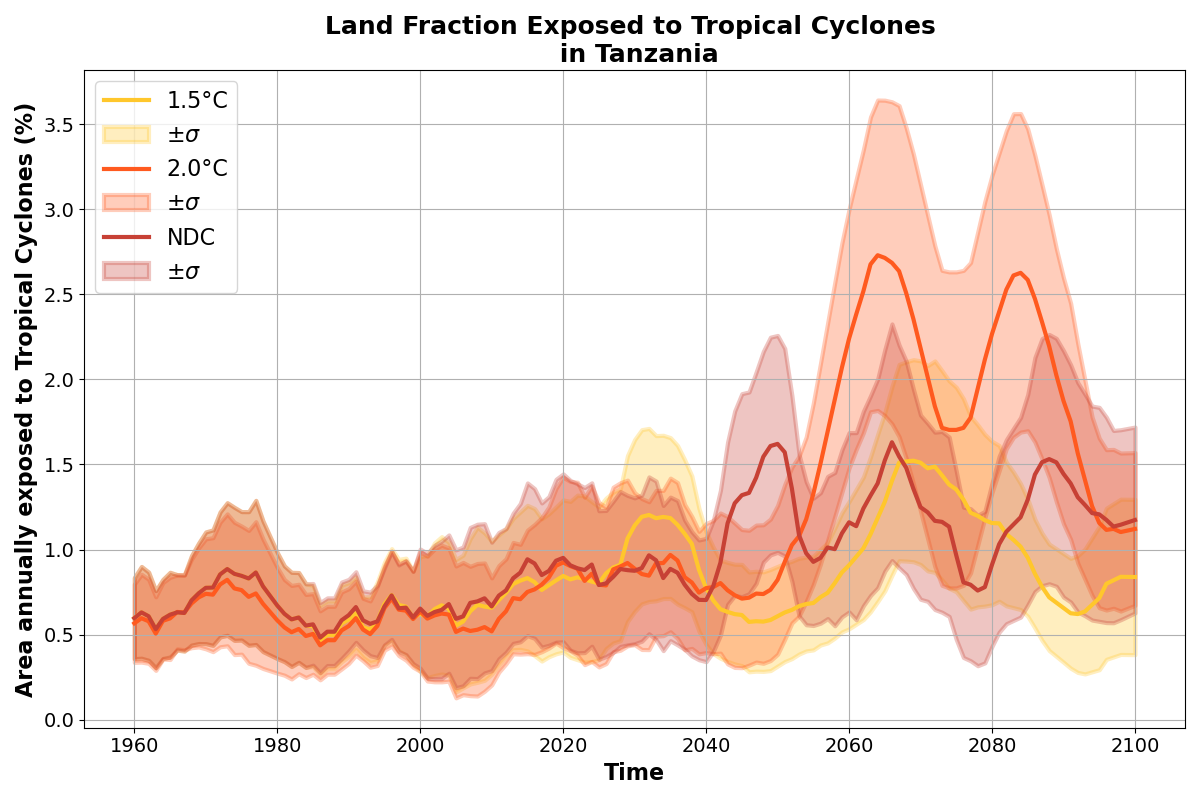 Land Fraction Exposed to Tropical Cyclones
in Tanzania
Area annually exposed to Tropical Cyclones (%)
3.5
3.0
2.5
2.0
1.5
1.0
0.5
0.0
1.5°C
±σ
2.0°C
±σ
NDC
±σ
1960 1980 2000 2020 2040 2060 2080 2100
Time